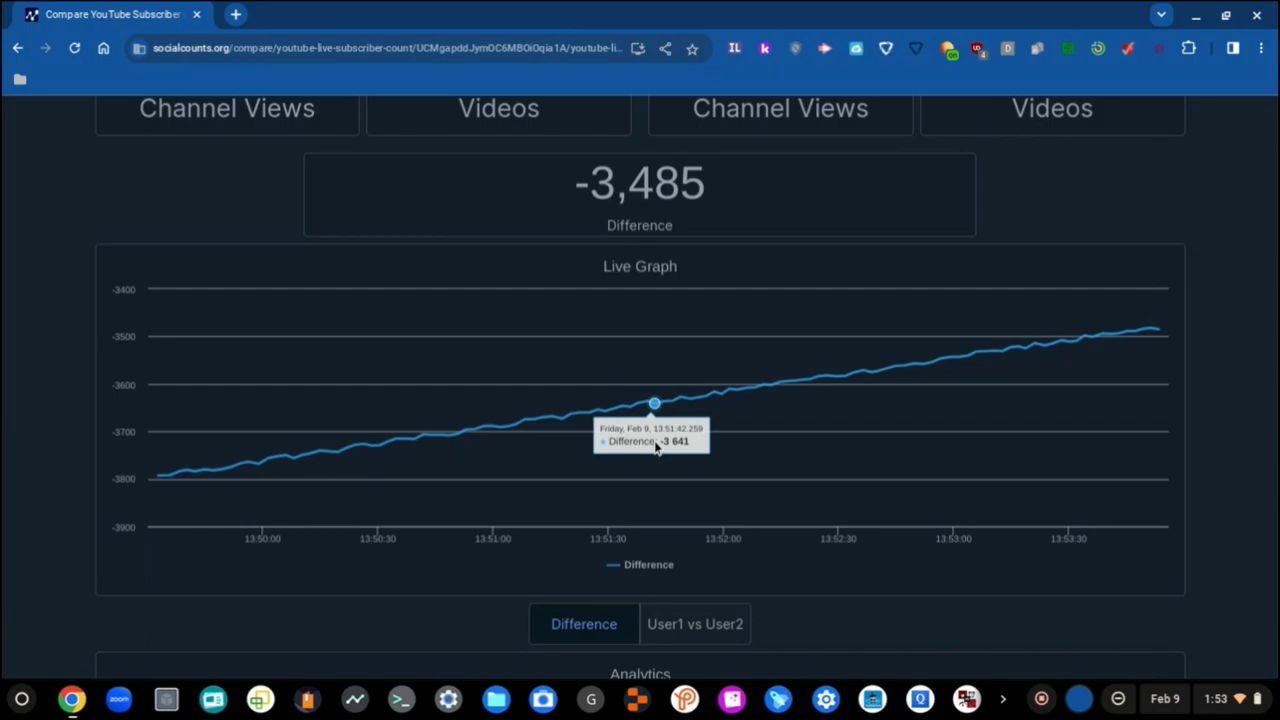 Compare YouTube Subscriber
socialcounts.org/compare/youtube-live-subscriber-count/UCMgapddJymOC6MB0i0qia1A/youtube-li...
Channel Views
Videos
Channel Views
Videos
-3,485
Difference
Live Graph
-3400
-3500
-3600
-3700
-3800
-3900
Friday, Feb 9, 13:51:42.259
Difference: -3 641
13:50:00
13:50:30
13:51:00
13:51:30
13:52:00
13:52:30
13:53:00
13:53:30
Difference
Difference
User1 vs User2
Analytics
zoom
Feb 9
1:53